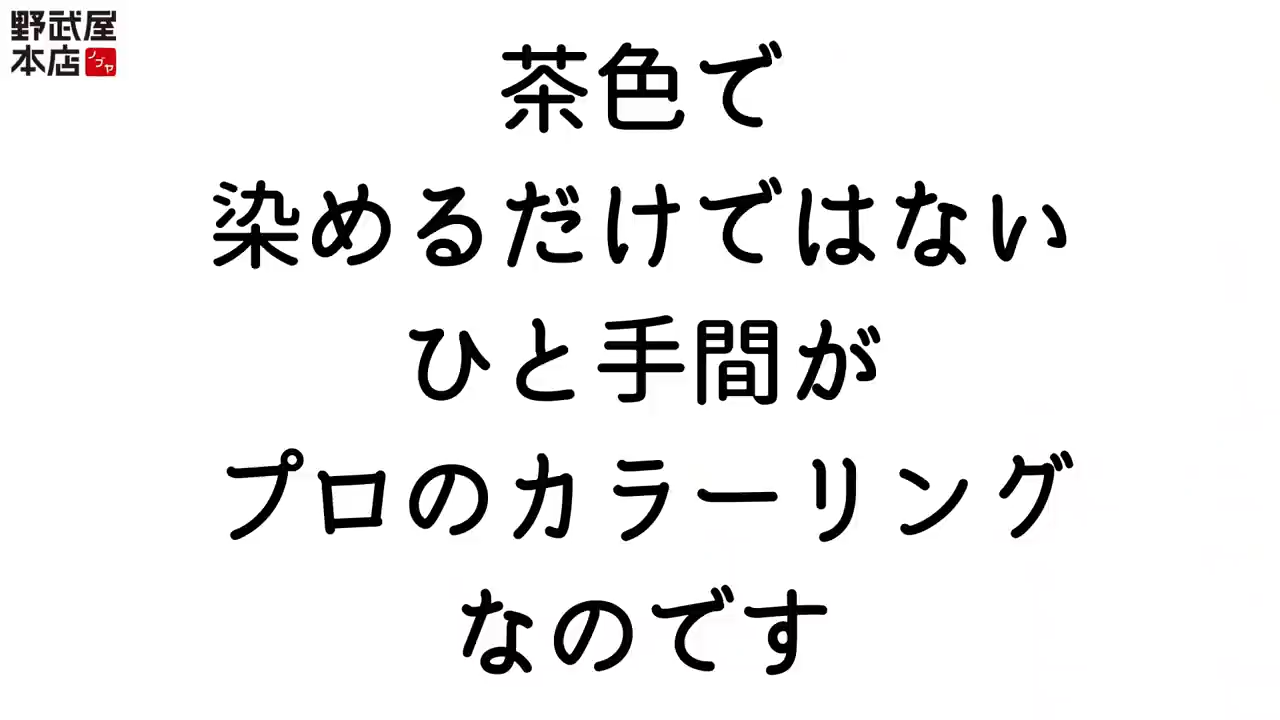 野武屋
本店
ノブヤ
茶色で
染めるだけではない
ひと手間が
プロのカラーリング
なのです